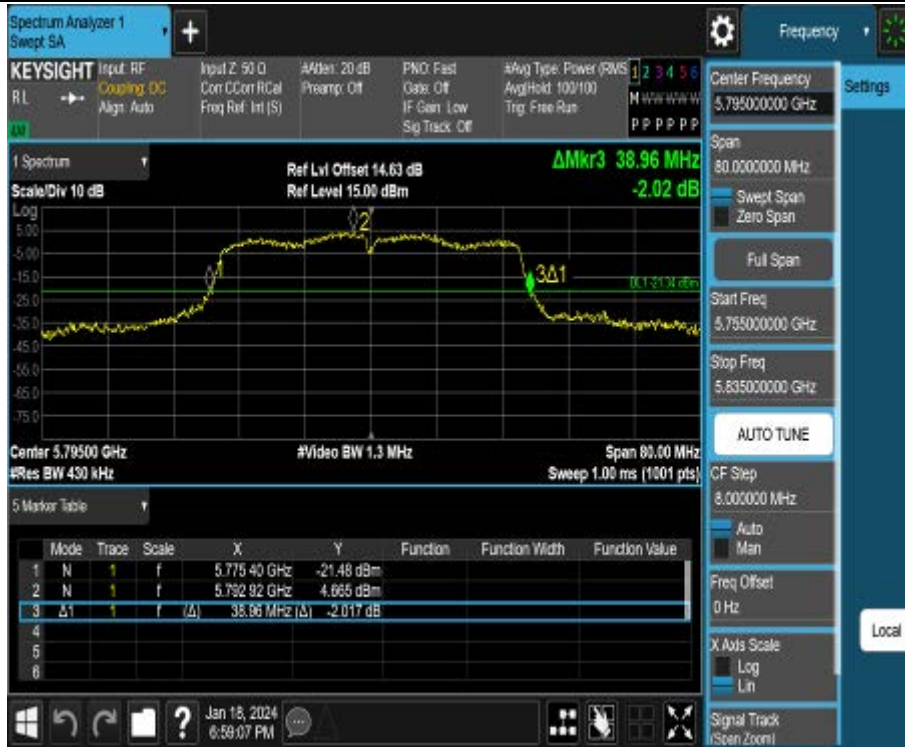 Spectrum Analyzer 1
Swept SA
+
Frequency
KEYSIGHT
RL
Input: RF
Coupling: DC
Align: Auto
Input Z: 50 Ω
Corr CCorr RCal
Freq Ref: Int (S)
#Atten: 20 dB
Preamp: Off
PNO: Fast
Gate: Off
IF Gain: Low
Sig Track: Off
#Avg Type: Power (RMS
Avg|Hold: 100/100
Trig: Free Run
1 2 3 4 5 6
M W W W W W
P P P P P P
Settings
1 Spectrum
Scale/Div 10 dB
Ref Lvl Offset 14.63 dB
Ref Level 15.00 dBm
ΔMkr3 38.96 MHz
-2.02 dB
Log
5.00
-5.00
-15.0
-25.0
-35.0
-45.0
-55.0
-65.0
-75.0
2
3Δ1
DL1 -21.34 dBm
Center 5.79500 GHz
#Res BW 430 kHz
#Video BW 1.3 MHz
Span 80.00 MHz
Sweep 1.00 ms (1001 pts)
5 Marker Table
Mode Trace Scale X Y Function Function Width Function Value
1 N 1 f 5.775 40 GHz -21.48 dBm
2 N 1 f 5.792 92 GHz 4.665 dBm
3 Δ1 1 f (Δ) 38.96 MHz (Δ) -2.017 dB
4
5
6
Center Frequency
5.795000000 GHz
Span
80.0000000 MHz
Swept Span
Zero Span
Full Span
Start Freq
5.755000000 GHz
Stop Freq
5.835000000 GHz
AUTO TUNE
CF Step
8.000000 MHz
Auto
Man
Freq Offset
0 Hz
X Axis Scale
Log
Lin
Signal Track
(Span Zoom)
Local
?
Jan 18, 2024
6:59:07 PM